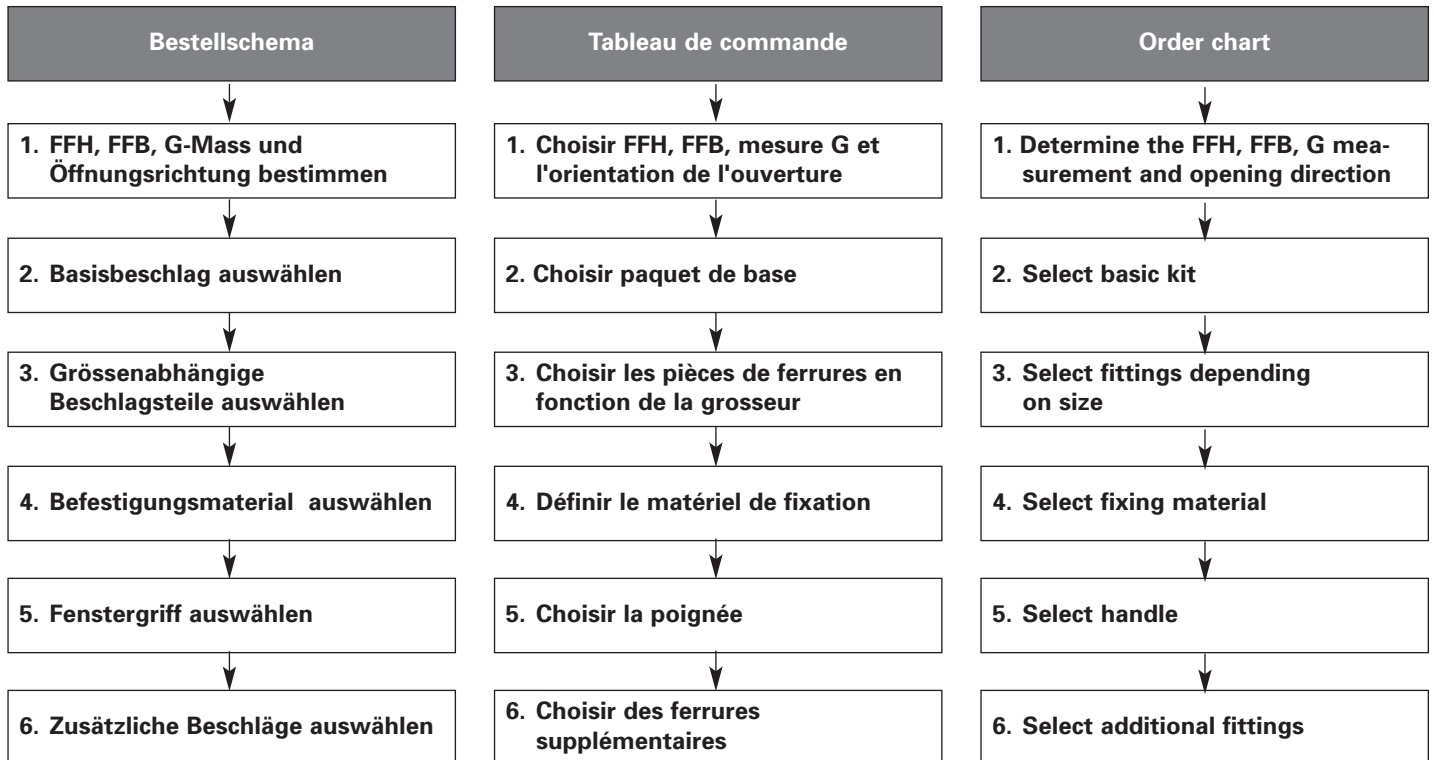 Bestellschema
1. FFH, FFB, G-Mass und
Öffnungsrichtung bestimmen
2. Basisbeschlag auswählen
3. Grössenabhängige
Beschlagsteile auswählen
4. Befestigungsmaterial auswählen
5. Fenstergriff auswählen
6. Zusätzliche Beschläge auswählen
Tableau de commande
1. Choisir FFH, FFB, mesure G et
l'orientation de l'ouverture
2. Choisir paquet de base
3. Choisir les pièces de ferrures en
fonction de la grosseur
4. Définir le matériel de fixation
5. Choisir la poignée
6. Choisir des ferrures
supplémentaires
Order chart
1. Determine the FFH, FFB, G mea-
surement and opening direction
2. Select basic kit
3. Select fittings depending
on size
4. Select fixing material
5. Select handle
6. Select additional fittings